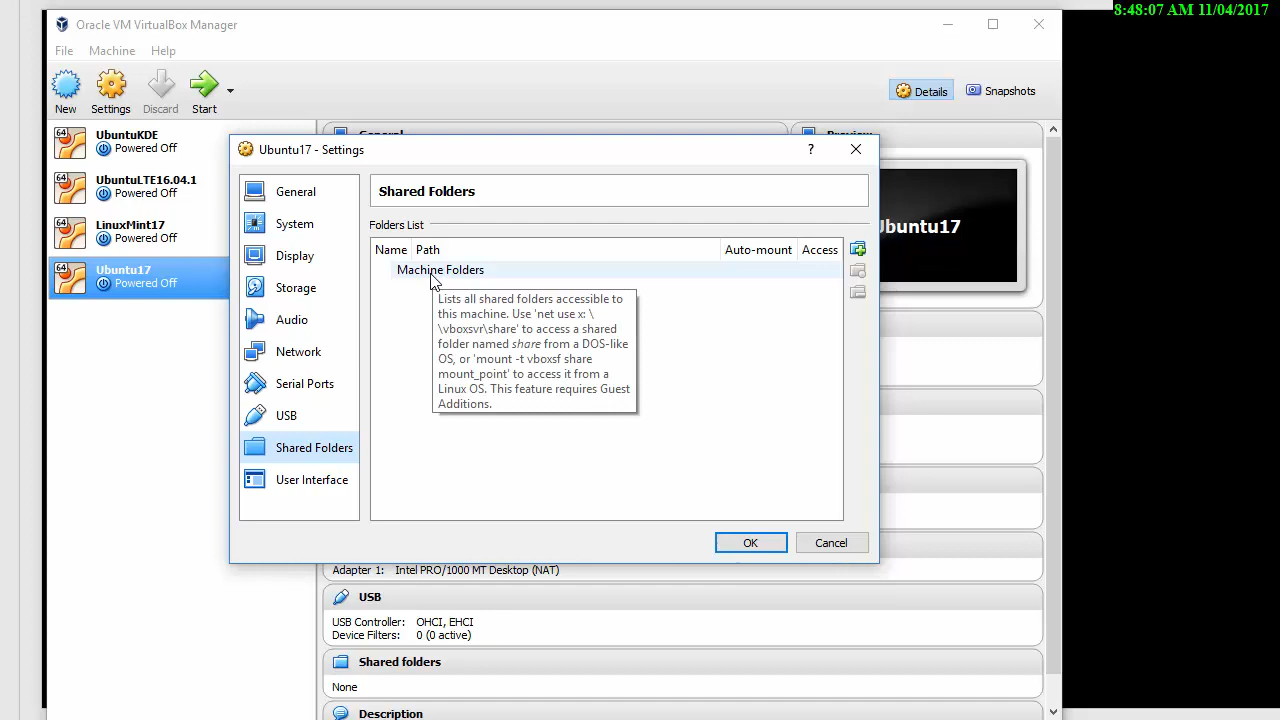 8:48:07 AM 11/04/2017
Oracle VM VirtualBox Manager
File Machine Help
New Settings Discard Start
Details Snapshots
64 UbuntuKDE
Powered Off
64 UbuntuLTE16.04.1
Powered Off
64 LinuxMint17
Powered Off
64 Ubuntu17
Powered Off
General
Preview
Ubuntu17
Ubuntu17 - Settings
?
General
System
Display
Storage
Audio
Network
Serial Ports
USB
Shared Folders
User Interface
Shared Folders
Folders List
Name Path Auto-mount Access
Machine Folders
Lists all shared folders accessible to
this machine. Use 'net use x: \
\vboxsvr\share' to access a shared
folder named share from a DOS-like
OS, or 'mount -t vboxsf share
mount_point' to access it from a
Linux OS. This feature requires Guest
Additions.
OK Cancel
Adapter 1: Intel PRO/1000 MT Desktop (NAT)
USB
USB Controller: OHCI, EHCI
Device Filters: 0 (0 active)
Shared folders
None
Description